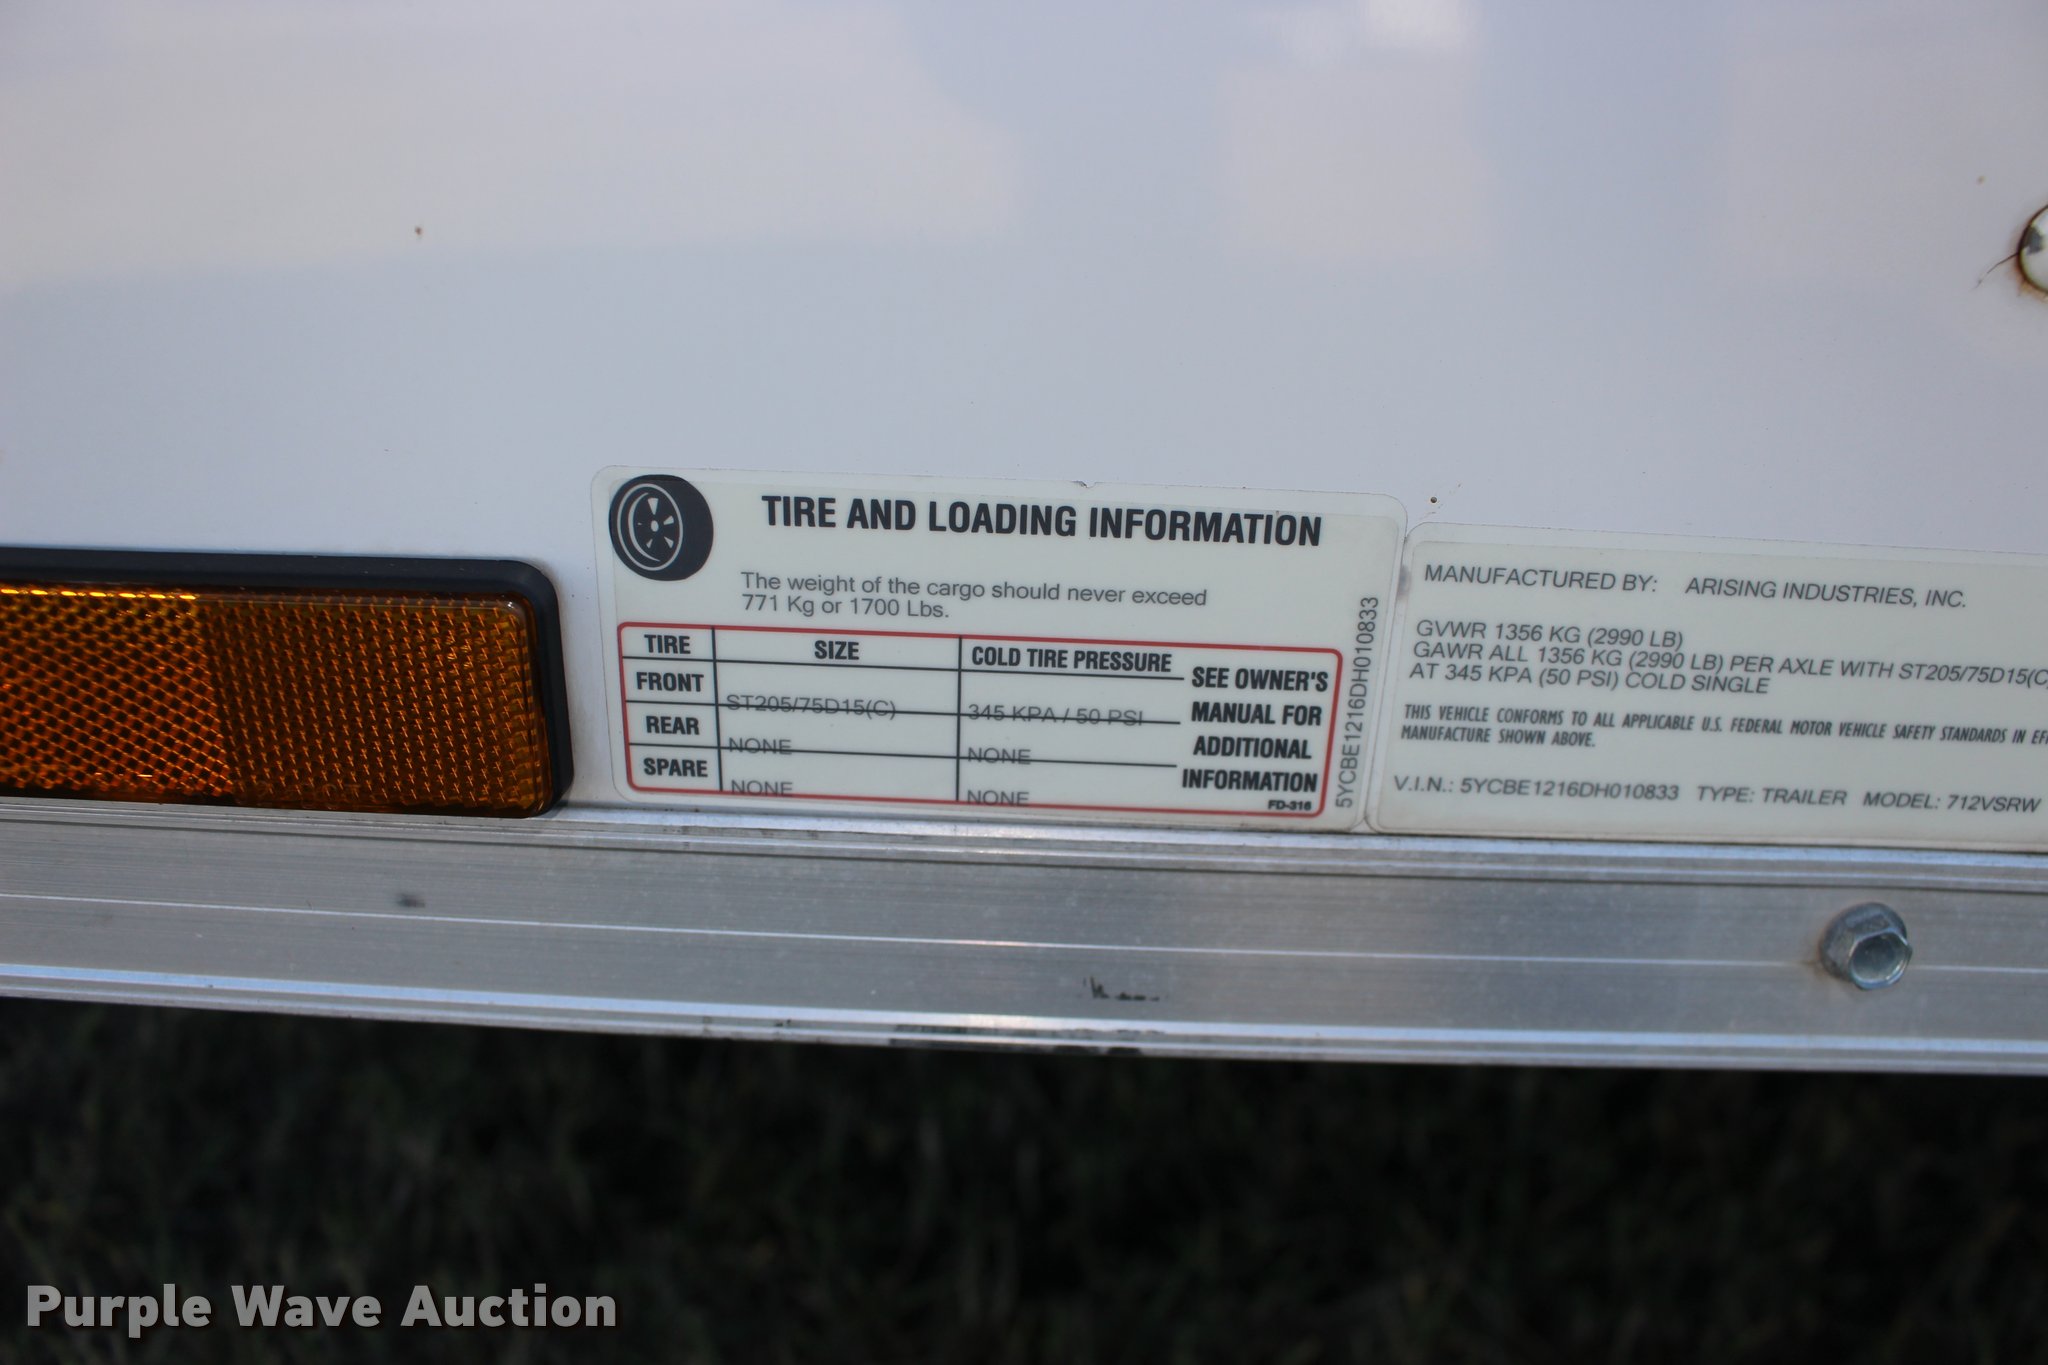 TIRE AND LOADING INFORMATION
The weight of the cargo should never exceed
771 Kg or 1700 Lbs.
TIRE SIZE COLD TIRE PRESSURE
FRONT ST205/75D15(C) 345 KPA / 50 PSI
REAR NONE NONE
SPARE NONE NONE
SEE OWNER'S
MANUAL FOR
ADDITIONAL
INFORMATION
FD-316
5YCBE1216DH010833
MANUFACTURED BY: ARISING INDUSTRIES, INC.
GVWR 1356 KG (2990 LB)
GAWR ALL 1356 KG (2990 LB) PER AXLE WITH ST205/75D15(C
AT 345 KPA (50 PSI) COLD SINGLE
THIS VEHICLE CONFORMS TO ALL APPLICABLE U.S. FEDERAL MOTOR VEHICLE SAFETY STANDARDS IN EF
MANUFACTURE SHOWN ABOVE.
V.I.N.: 5YCBE1216DH010833 TYPE: TRAILER MODEL: 712VSRW
Purple Wave Auction